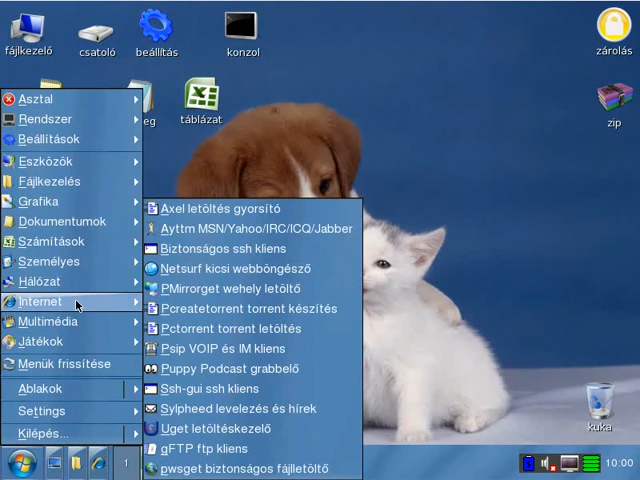 fájlkezelő
csatoló
beállítás
konzol
zárolás
eg
táblázat
zip
Asztal
Rendszer
Beállítások
Eszközök
Fájlkezelés
Grafika
Dokumentumok
Számítások
Személyes
Hálózat
Internet
Multimédia
Játékok
Menük frissítése
Ablakok
Settings
Kilépés...
Axel letöltés gyorsító
Ayttm MSN/Yahoo/IRC/ICQ/Jabber
Biztonságos ssh kliens
Netsurf kicsi webböngésző
PMirrorget wehely letöltő
Pcreatetorrent torrent készítés
Pctorrent torrent letöltés
Psip VOIP és IM kliens
Puppy Podcast grabbelő
Ssh-gui ssh kliens
Sylpheed levelezés és hírek
Uget letöltéskezelő
gFTP ftp kliens
pwsget biztonságos fájlletöltő
kuka
1
10:00